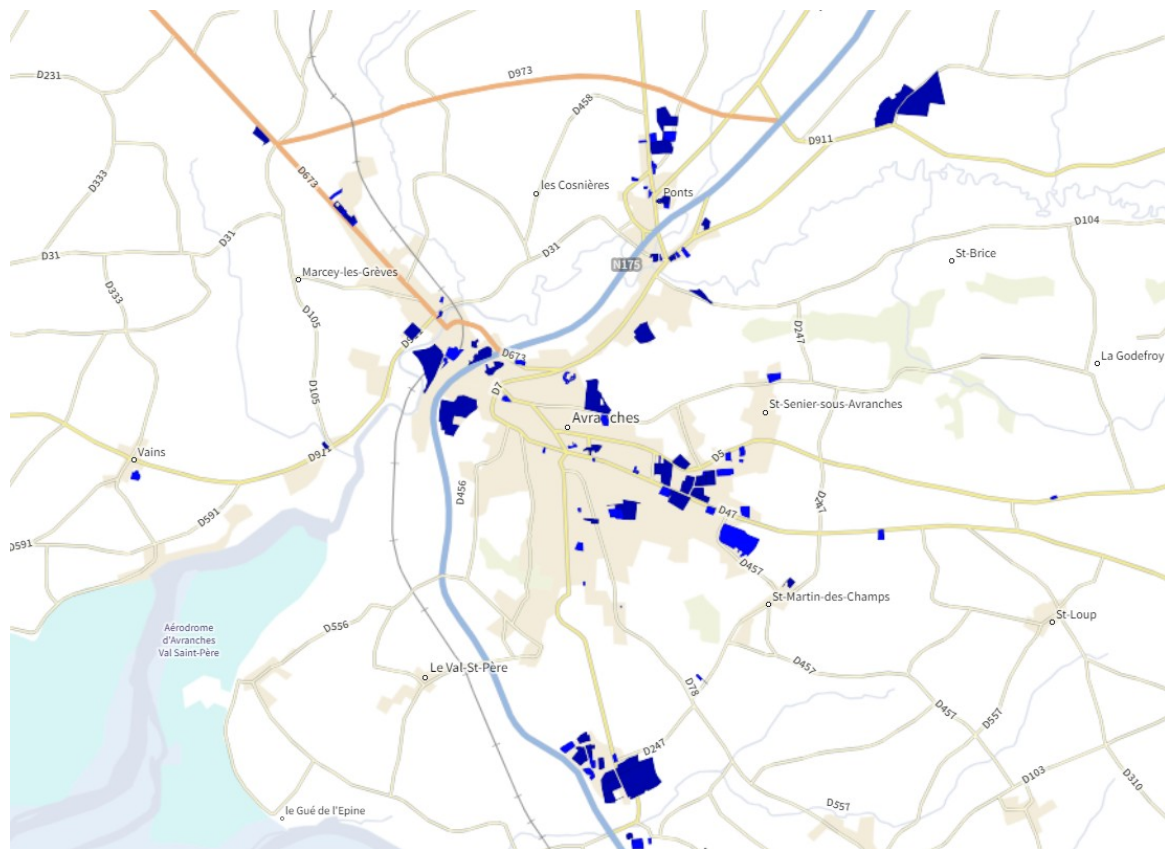 D973
D231
D458
D911
D333
D673
les Cosnières
Ponts
D104
D31
D31
D31
N175
St-Brice
Marcey-les-Grèves
D333
D105
D247
D673
La Godefroy
D7
D105
St-Senier-sous-Avranches
Avranches
Vains
D911
D5
D456
D247
D47
D591
D591
D457
St-Martin-des-Champs
Aérodrome
d'Avranches
Val Saint-Père
D556
St-Loup
Le Val-St-Père
D457
D78
D457
D557
D247
D103
D310
le Gué de l'Epine
D557